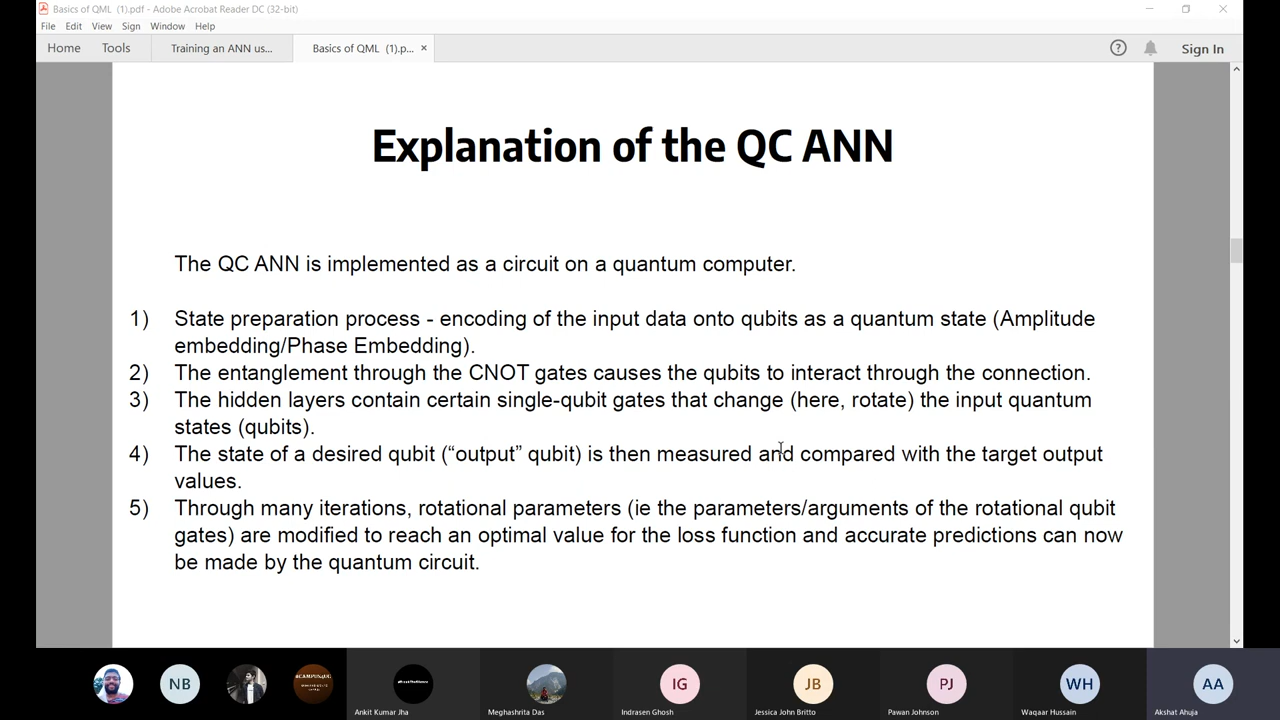 Basics of QML (1).pdf - Adobe Acrobat Reader DC (32-bit)
File Edit View Sign Window Help
Home Tools Training an ANN us... Basics of QML (1).p... × Sign In
Explanation of the QC ANN
The QC ANN is implemented as a circuit on a quantum computer.
1) State preparation process - encoding of the input data onto qubits as a quantum state (Amplitude
embedding/Phase Embedding).
2) The entanglement through the CNOT gates causes the qubits to interact through the connection.
3) The hidden layers contain certain single-qubit gates that change (here, rotate) the input quantum
states (qubits).
4) The state of a desired qubit (“output” qubit) is then measured and compared with the target output
values.
5) Through many iterations, rotational parameters (ie the parameters/arguments of the rotational qubit
gates) are modified to reach an optimal value for the loss function and accurate predictions can now
be made by the quantum circuit.
NB IG JB PJ WH AA
Ankit Kumar Jha Meghashrita Das Indrasen Ghosh Jessica John Britto Pawan Johnson Waqaar Hussain Akshat Ahuja